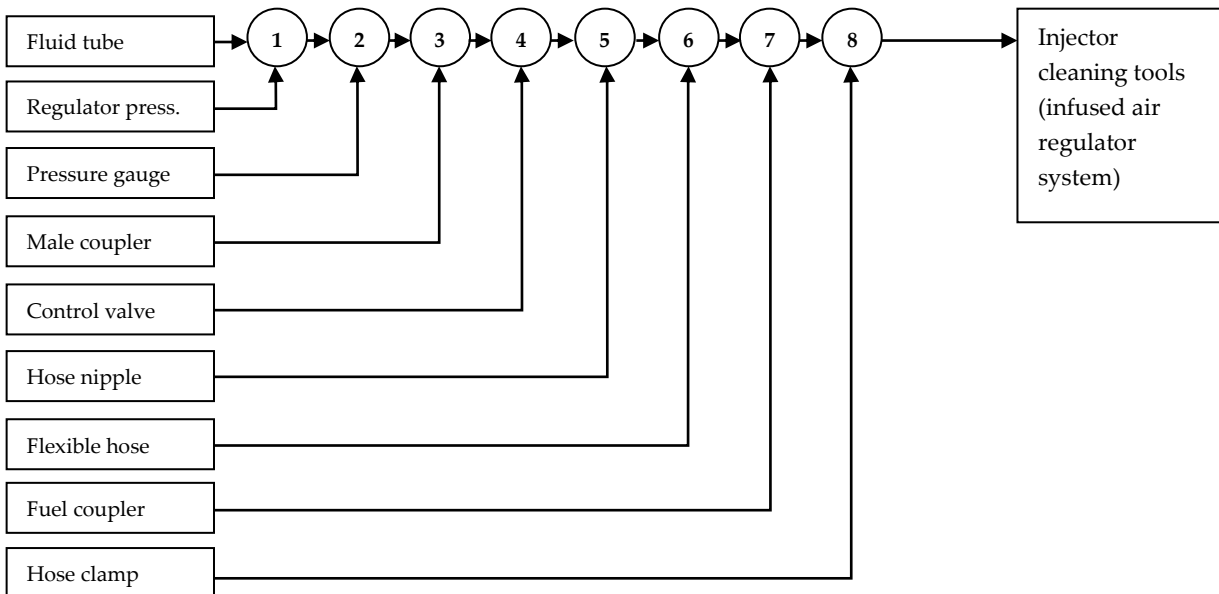 Fluid tube
1 2 3 4 5 6 7 8
Injector
cleaning tools
(infused air
regulator
system)
Regulator press.
Pressure gauge
Male coupler
Control valve
Hose nipple
Flexible hose
Fuel coupler
Hose clamp